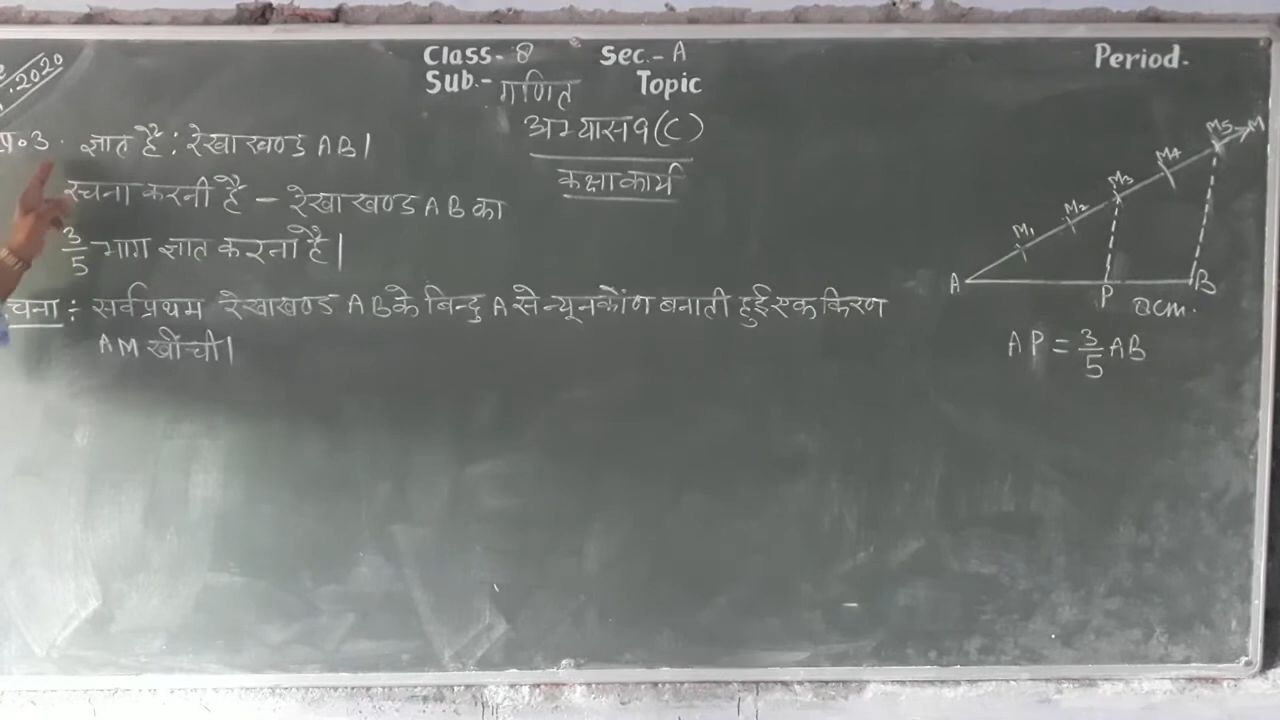 .2020
Class- 8 Sec.- A Period.
Sub.- गणित Topic
अभ्यास 9 (C)
कक्षा कार्य
प्र०3. ज्ञात है: रेखा खण्ड AB।
रचना करनी है - रेखा खण्ड AB का
3/5 भाग ज्ञात करना है।
चना: सर्वप्रथम रेखाखण्ड AB के बिन्दु A से न्यूनकोंण बनाती हुई एक किरण
AM खींची।
M₁ M₂ M₃ M₄ M₅ M
A P B
8cm.
AP = 3/5 AB